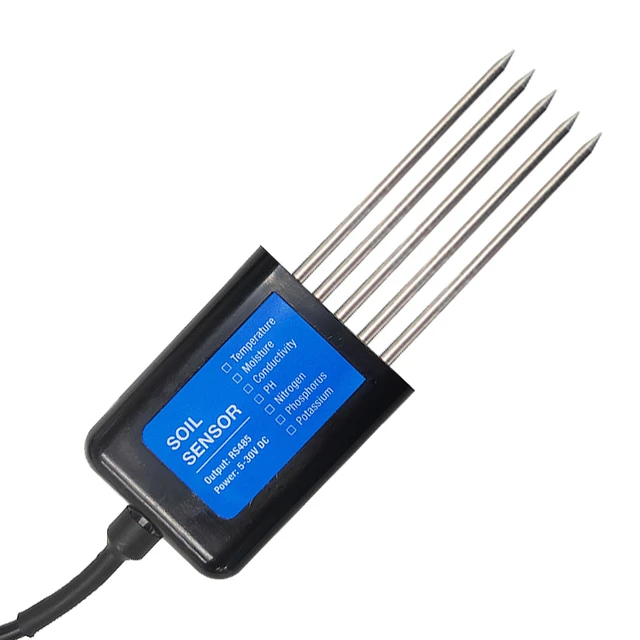 SOIL
SENSOR
Output: RS485
Power: 5-30V DC
Temperature
Moisture
Conductivity
PH
Nitrogen
Phosphorus
Potassium